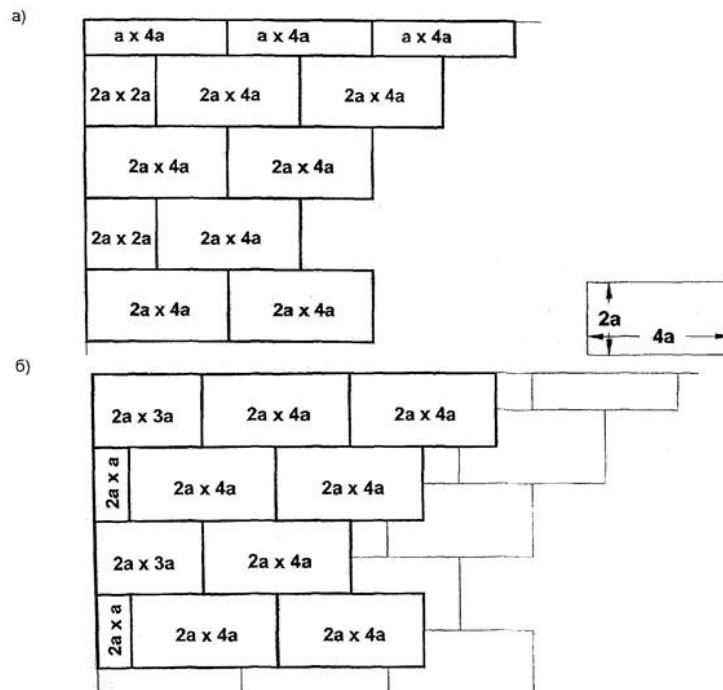 а)
a x 4a a x 4a a x 4a
2a x 2a 2a x 4a 2a x 4a
2a x 4a 2a x 4a
2a x 2a 2a x 4a
2a x 4a 2a x 4a
2a
4a
б)
2a x 3a 2a x 4a 2a x 4a
2a x a 2a x 4a 2a x 4a
2a x 3a 2a x 4a
2a x a 2a x 4a 2a x 4a